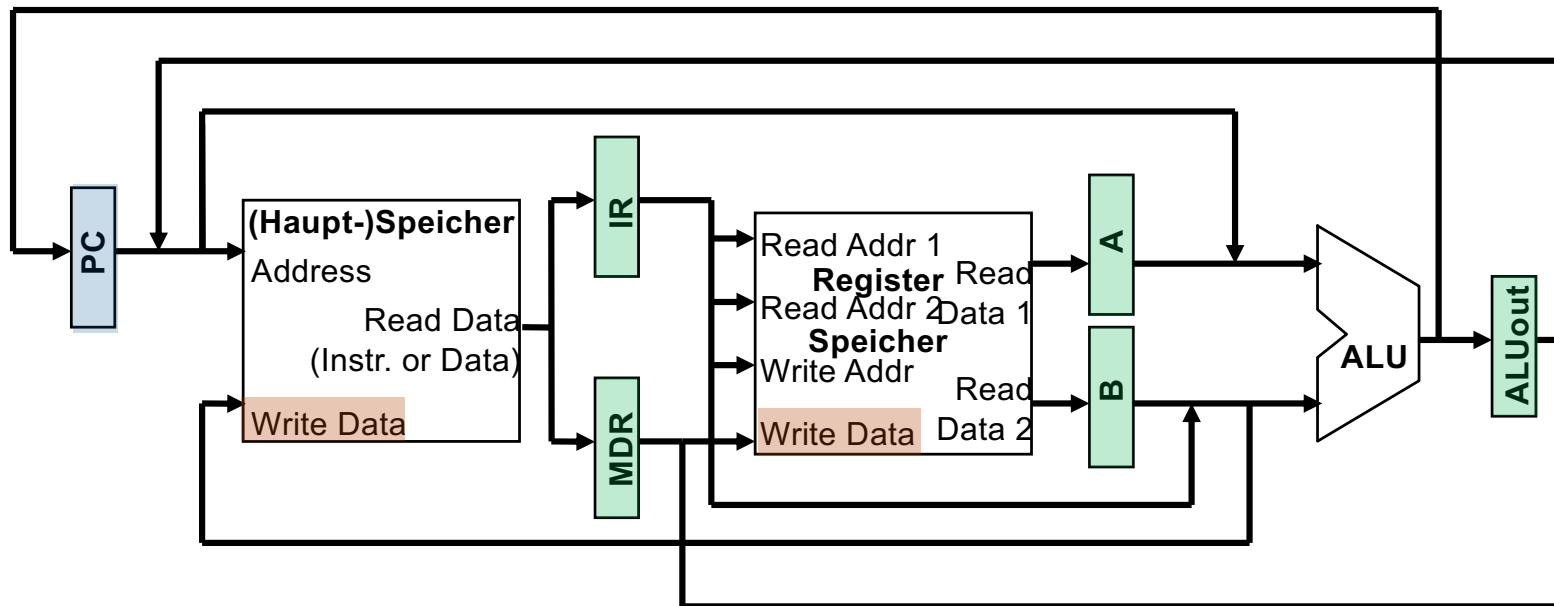 PC
(Haupt-)Speicher
Address
Read Data
(Instr. or Data)
Write Data
IR
MDR
Read Addr 1
Register
Read Addr 2
Speicher
Write Addr
Write Data
Read
Data 1
Read
Data 2
A
B
ALU
ALUout